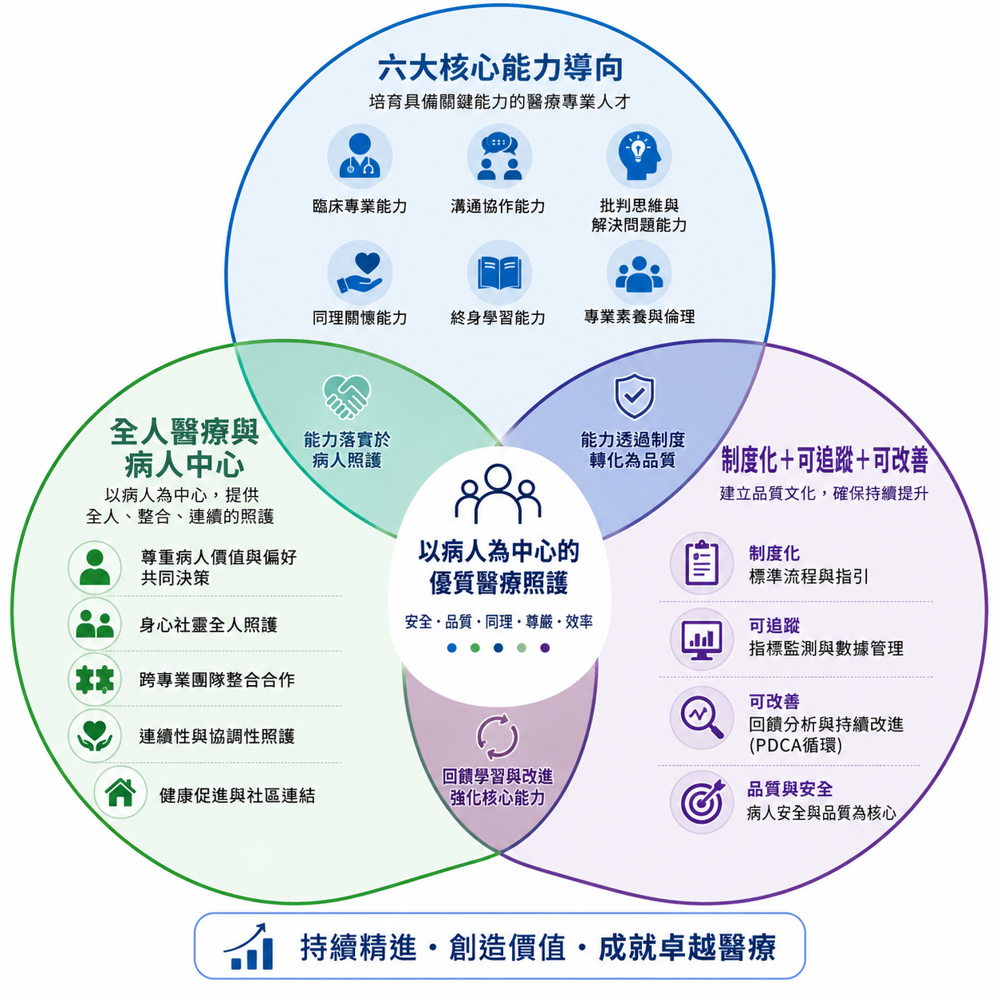 六大核心能力導向
培育具備關鍵能力的醫療專業人才
臨床專業能力
溝通協作能力
批判思維與
解決問題能力
同理關懷能力
終身學習能力
專業素養與倫理
能力落實於
病人照護
能力透過制度
轉化為品質
全人醫療與
病人中心
以病人為中心，提供
全人、整合、連續的照護
尊重病人價值與偏好
共同決策
身心社靈全人照護
跨專業團隊整合合作
連續性與協調性照護
健康促進與社區連結
以病人為中心的
優質醫療照護
安全・品質・同理・尊嚴・效率
制度化＋可追蹤＋可改善
建立品質文化，確保持續提升
制度化
標準流程與指引
可追蹤
指標監測與數據管理
可改善
回饋分析與持續改進
(PDCA循環)
品質與安全
病人安全與品質為核心
回饋學習與改進
強化核心能力
持續精進・創造價值・成就卓越醫療